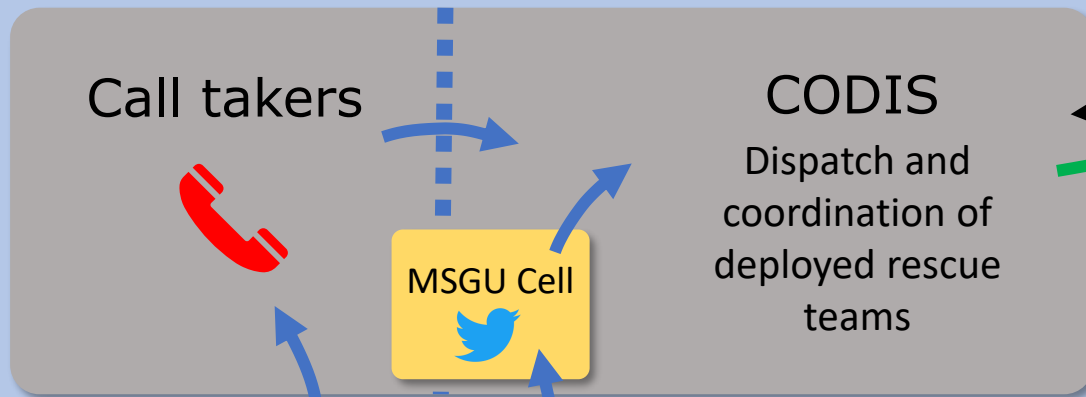 Call takers
MSGU Cell
CODIS
Dispatch and
coordination of
deployed rescue
teams